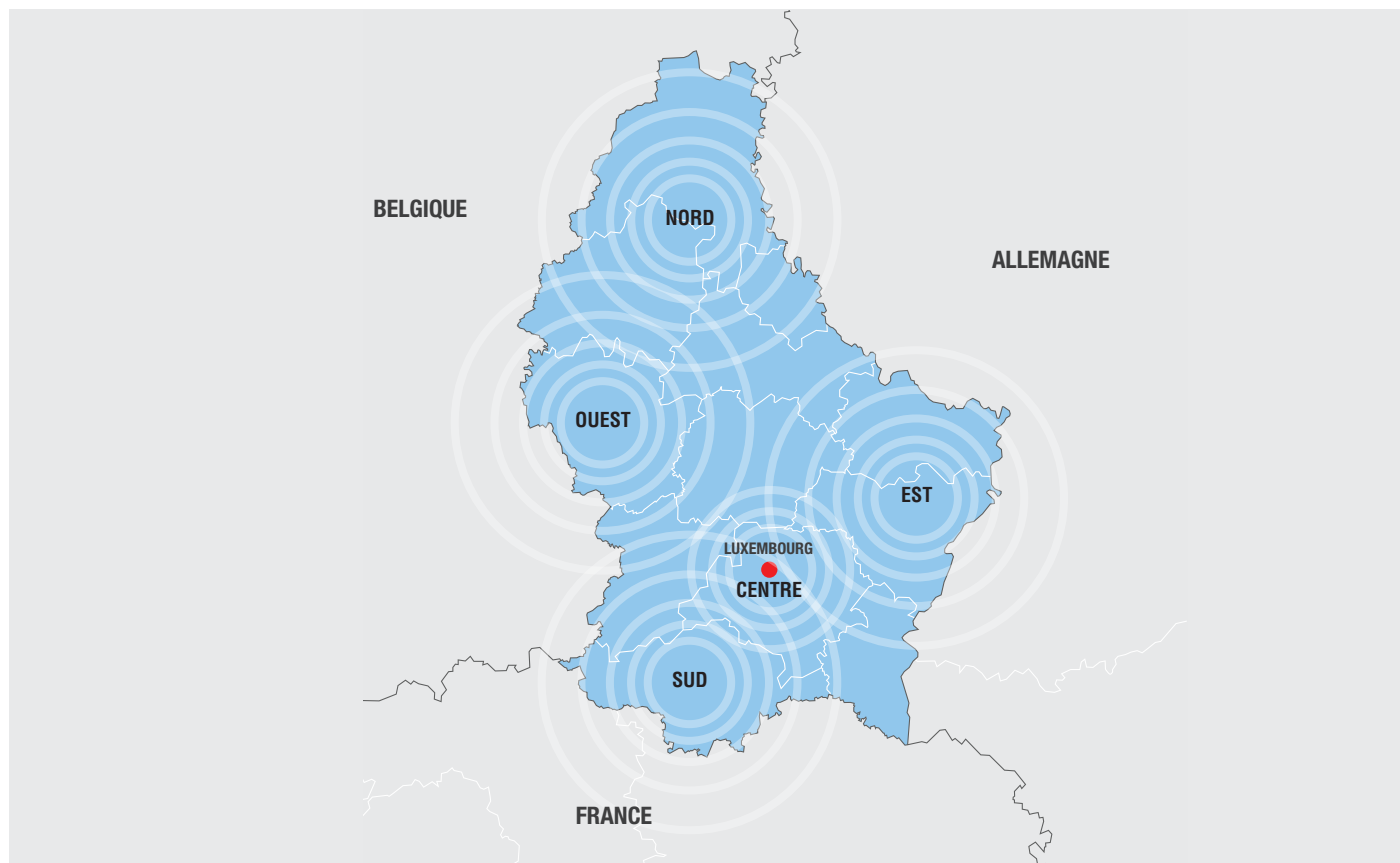 BELGIQUE
NORD
ALLEMAGNE
OUEST
EST
LUXEMBOURG
CENTRE
SUD
FRANCE